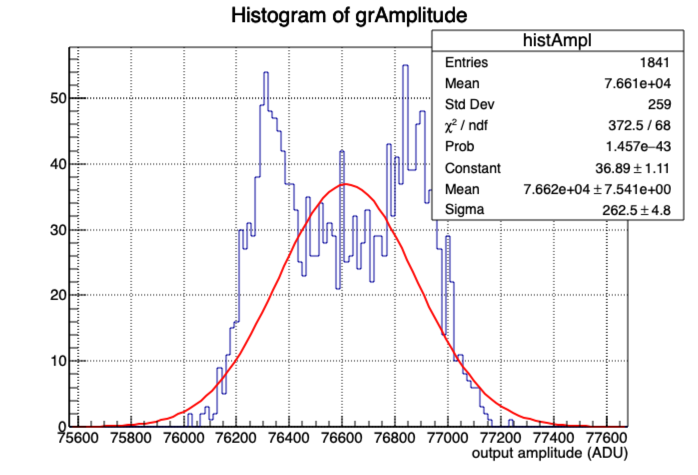 Histogram of grAmplitude
histAmpl
Entries 1841
Mean 7.661e+04
Std Dev 259
χ² / ndf 372.5 / 68
Prob 1.457e−43
Constant 36.89 ± 1.11
Mean 7.662e+04 ± 7.541e+00
Sigma 262.5 ± 4.8
50
40
30
20
10
0
75600 75800 76000 76200 76400 76600 76800 77000 77200 77400 77600
output amplitude (ADU)